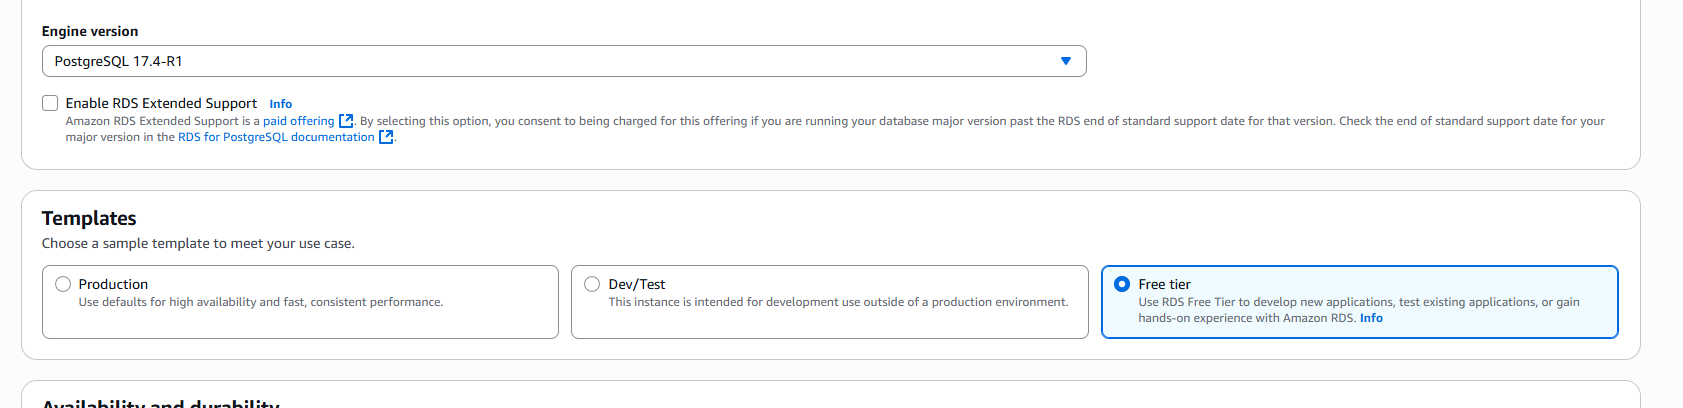 Engine version
PostgreSQL 17.4-R1
Enable RDS Extended Support Info
Amazon RDS Extended Support is a paid offering. By selecting this option, you consent to being charged for this offering if you are running your database major version past the RDS end of standard support date for that version. Check the end of standard support date for your
major version in the RDS for PostgreSQL documentation.
Templates
Choose a sample template to meet your use case.
Production
Use defaults for high availability and fast, consistent performance.
Dev/Test
This instance is intended for development use outside of a production environment.
Free tier
Use RDS Free Tier to develop new applications, test existing applications, or gain
hands-on experience with Amazon RDS. Info
Availability and durability